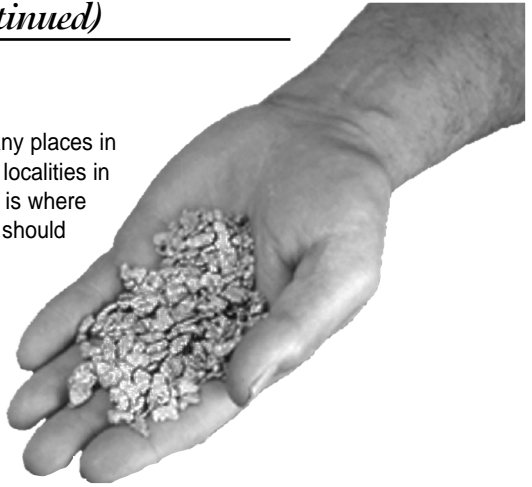 tinued)
ny places in
localities in
is where
should